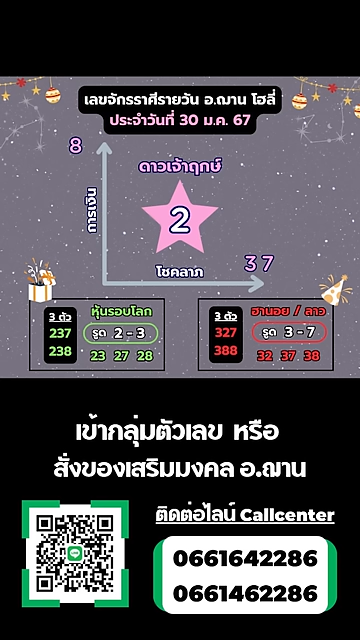 เลขจักรราศีรายวัน อ.ฌาน โฮลี่
ประจำวันที่ 30 ม.ค. 67
8
ดาวเจ้าฤกษ์
การเงิน
2
โชคลาภ
3 7
3 ตัว
237
238
หุ้นรอบโลก
รูด 2 - 3
23 27 28
3 ตัว
327
388
ฮานอย / ลาว
รูด 3 - 7
32 37 38
เข้ากลุ่มตัวเลข หรือ
สั่งของเสริมมงคล อ.ฌาน
ติดต่อไลน์ Callcenter
0661642286
0661462286